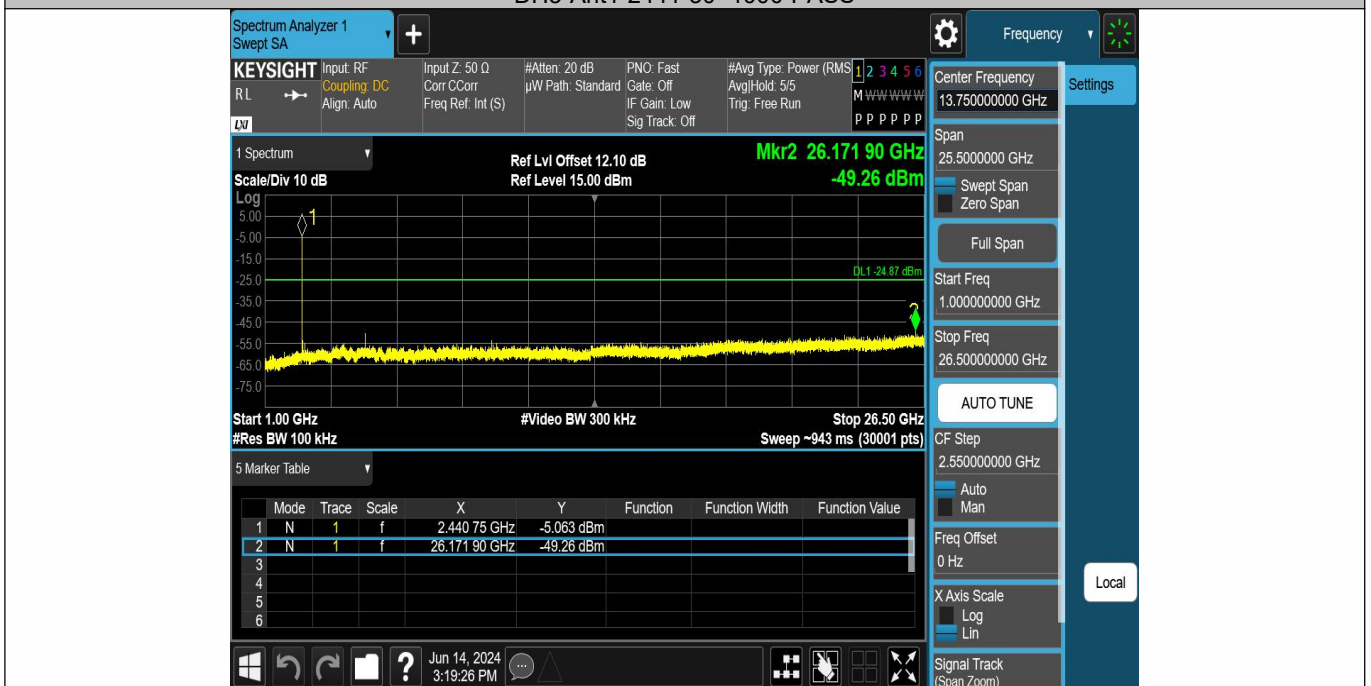 Spectrum Analyzer 1
Swept SA
+
Frequency
KEYSIGHT
RL
LXI
Input: RF
Coupling: DC
Align: Auto
Input Z: 50 Ω
Corr CCorr
Freq Ref: Int (S)
#Atten: 20 dB
µW Path: Standard
PNO: Fast
Gate: Off
IF Gain: Low
Sig Track: Off
#Avg Type: Power (RMS
Avg|Hold: 5/5
Trig: Free Run
1 2 3 4 5 6
M W W W W W
P P P P P P
1 Spectrum
Scale/Div 10 dB
Ref Lvl Offset 12.10 dB
Ref Level 15.00 dBm
Mkr2 26.171 90 GHz
-49.26 dBm
Log
5.00
-5.00
-15.0
-25.0
-35.0
-45.0
-55.0
-65.0
-75.0
1
DL1 -24.87 dBm
2
Start 1.00 GHz
#Res BW 100 kHz
#Video BW 300 kHz
Stop 26.50 GHz
Sweep ~943 ms (30001 pts)
5 Marker Table
Mode Trace Scale X Y Function Function Width Function Value
1 N 1 f 2.440 75 GHz -5.063 dBm
2 N 1 f 26.171 90 GHz -49.26 dBm
3
4
5
6
?
Jun 14, 2024
3:19:26 PM
Center Frequency
13.750000000 GHz
Span
25.5000000 GHz
Swept Span
Zero Span
Full Span
Start Freq
1.000000000 GHz
Stop Freq
26.500000000 GHz
AUTO TUNE
CF Step
2.550000000 GHz
Auto
Man
Freq Offset
0 Hz
X Axis Scale
Log
Lin
Signal Track
(Span Zoom)
Settings
Local